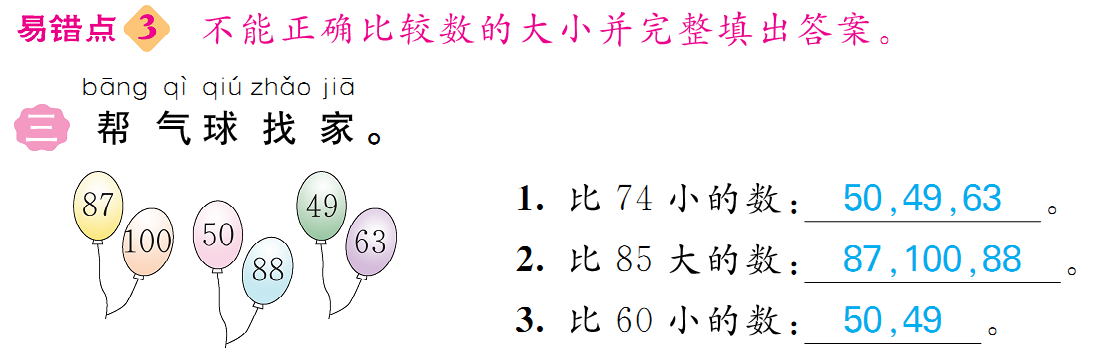 易错点 3 不能正确比较数的大小并完整填出答案。
bāng qì qiú zhǎo jiā
三 帮气球找家。
87
100
50
88
49
63
1. 比 74 小的数:50,49,63。
2. 比 85 大的数:87,100,88。
3. 比 60 小的数:50,49。